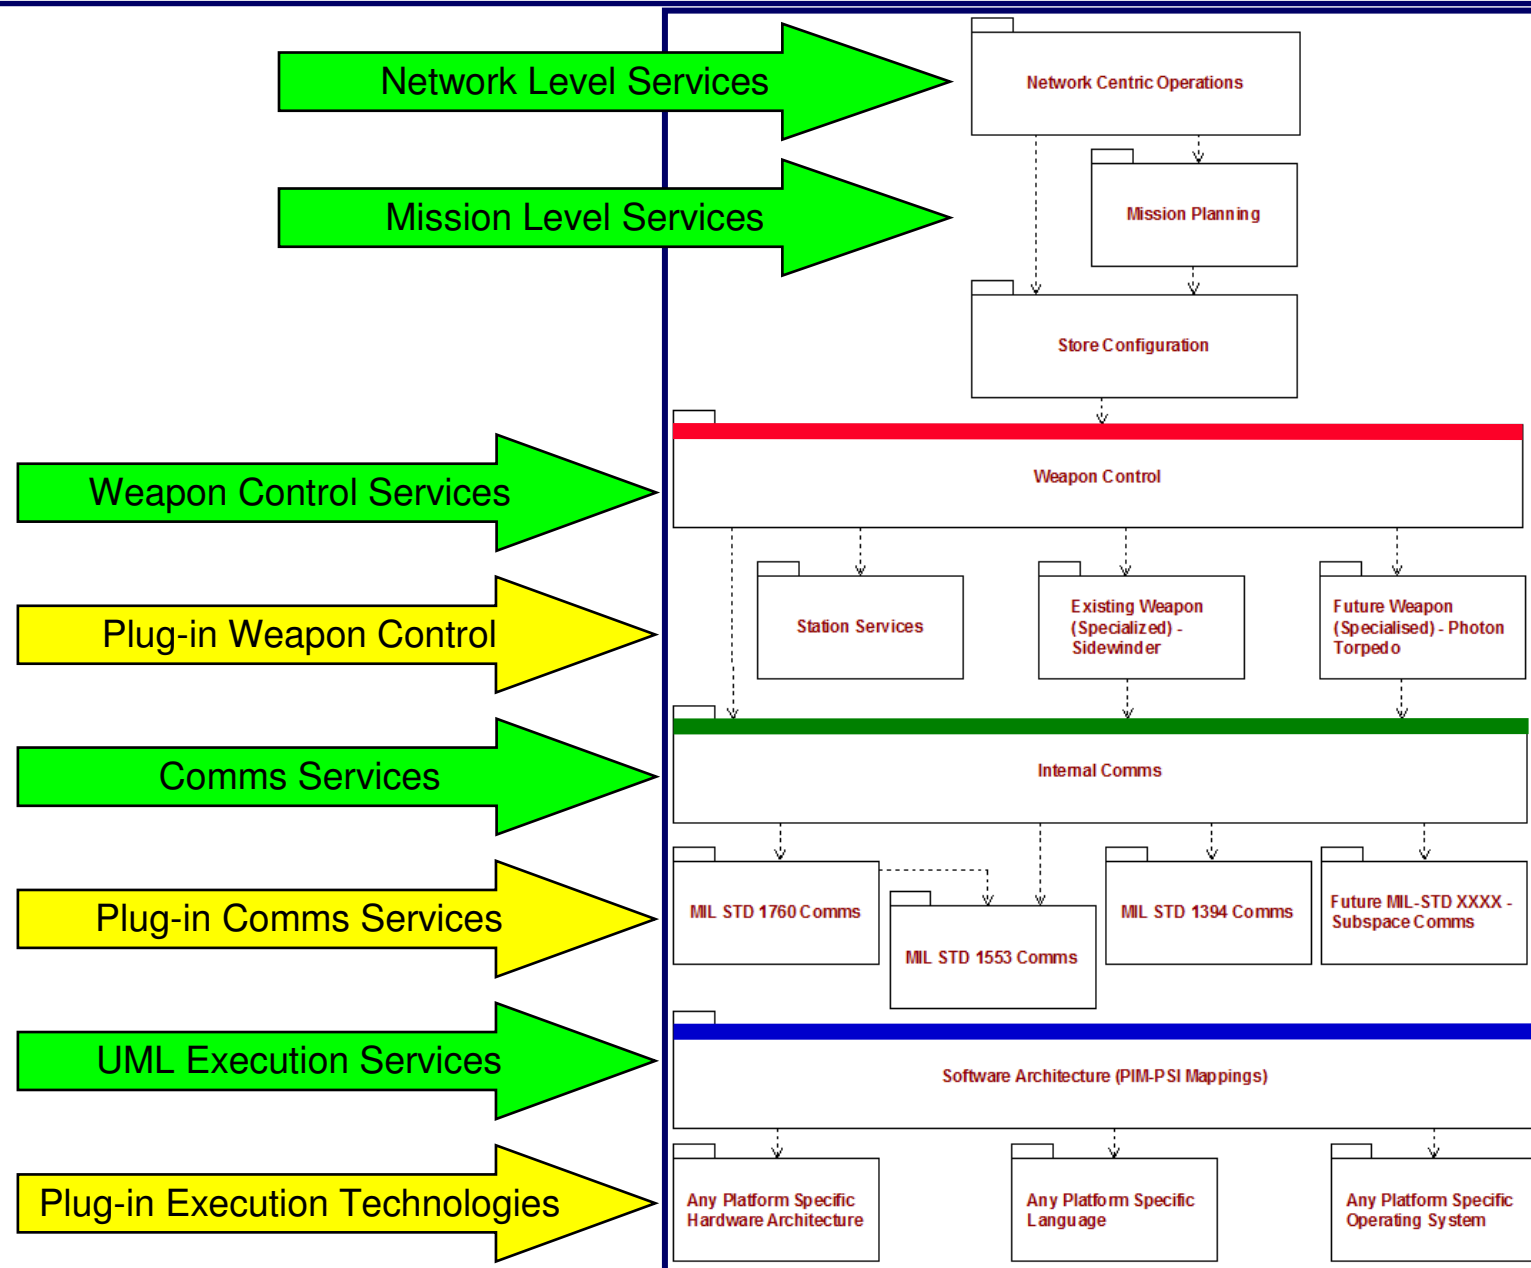 Network Level Services
Network Centric Operations
Mission Level Services
Mission Planning
Store Configuration
Weapon Control Services
Weapon Control
Plug-in Weapon Control
Station Services
Existing Weapon
(Specialized) -
Sidewinder
Future Weapon
(Specialised) - Photon
Torpedo
Comms Services
Internal Comms
Plug-in Comms Services
MIL STD 1760 Comms
MIL STD 1553 Comms
MIL STD 1394 Comms
Future MIL-STD XXXX -
Subspace Comms
UML Execution Services
Software Architecture (PIM-PSI Mappings)
Plug-in Execution Technologies
Any Platform Specific
Hardware Architecture
Any Platform Specific
Language
Any Platform Specific
Operating System